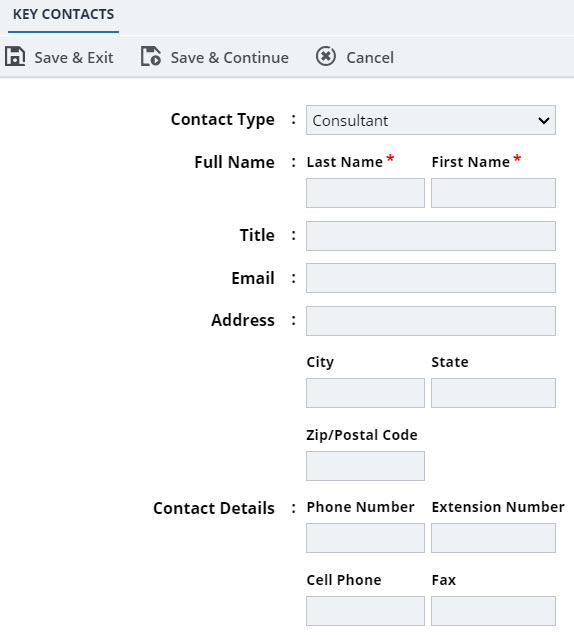 KEY CONTACTS
Save & Exit Save & Continue Cancel
Contact Type : Consultant
Full Name : Last Name * First Name *
Title :
Email :
Address :
City State
Zip/Postal Code
Contact Details : Phone Number Extension Number
Cell Phone Fax